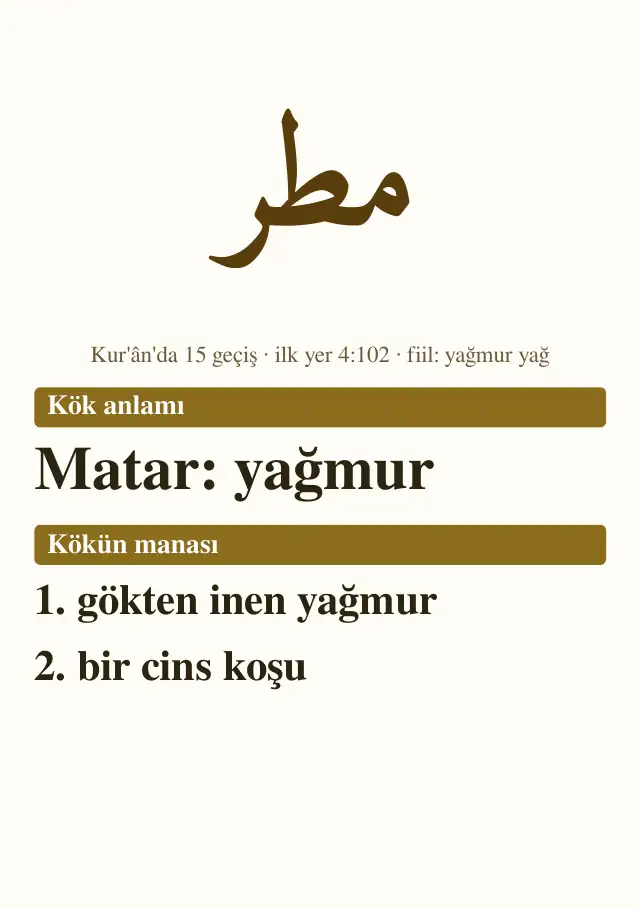 مطر
Kur'ân'da 15 geçiş · ilk yer 4:102 · fiil: yağmur yağ
Kök anlamı
Matar: yağmur
Kökün manası
1. gökten inen yağmur
2. bir cins koşu